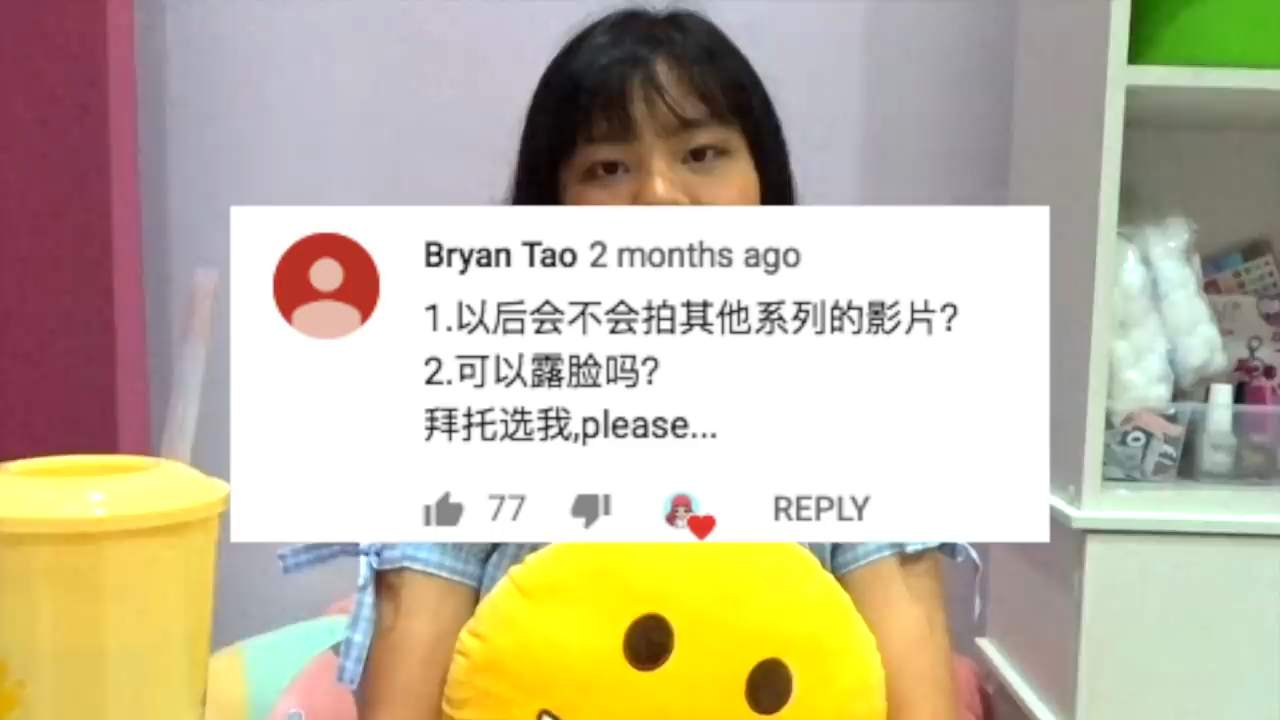 Bryan Tao 2 months ago
1.以后会不会拍其他系列的影片?
2.可以露脸吗?
拜托选我,please...
77 REPLY